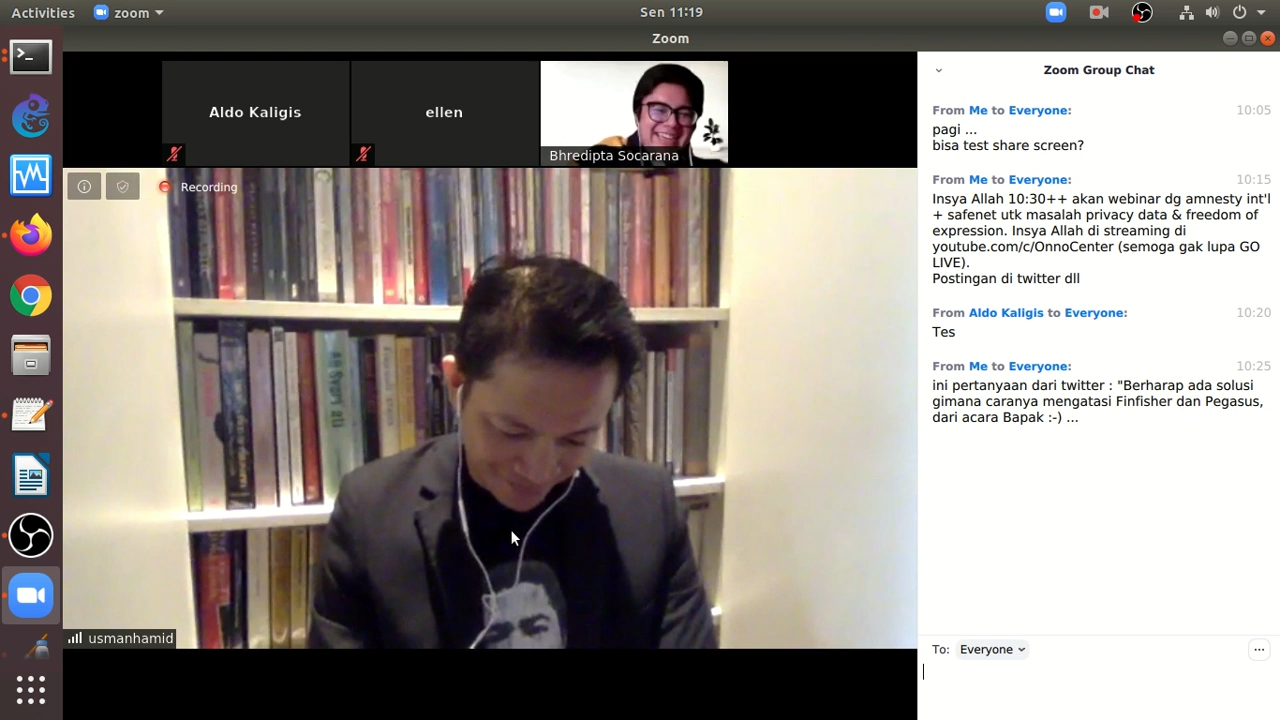 Activities
zoom
Sen 11:19
Zoom
Aldo Kaligis
ellen
Bhredipta Socarana
Recording
usmanhamid
Zoom Group Chat
From Me to Everyone: 10:05
pagi ...
bisa test share screen?
From Me to Everyone: 10:15
Insya Allah 10:30++ akan webinar dg amnesty int'l
+ safenet utk masalah privacy data & freedom of
expression. Insya Allah di streaming di
youtube.com/c/OnnoCenter (semoga gak lupa GO
LIVE).
Postingan di twitter dll
From Aldo Kaligis to Everyone: 10:20
Tes
From Me to Everyone: 10:25
ini pertanyaan dari twitter : "Berharap ada solusi
gimana caranya mengatasi Finfisher dan Pegasus,
dari acara Bapak :-) ...
To: Everyone